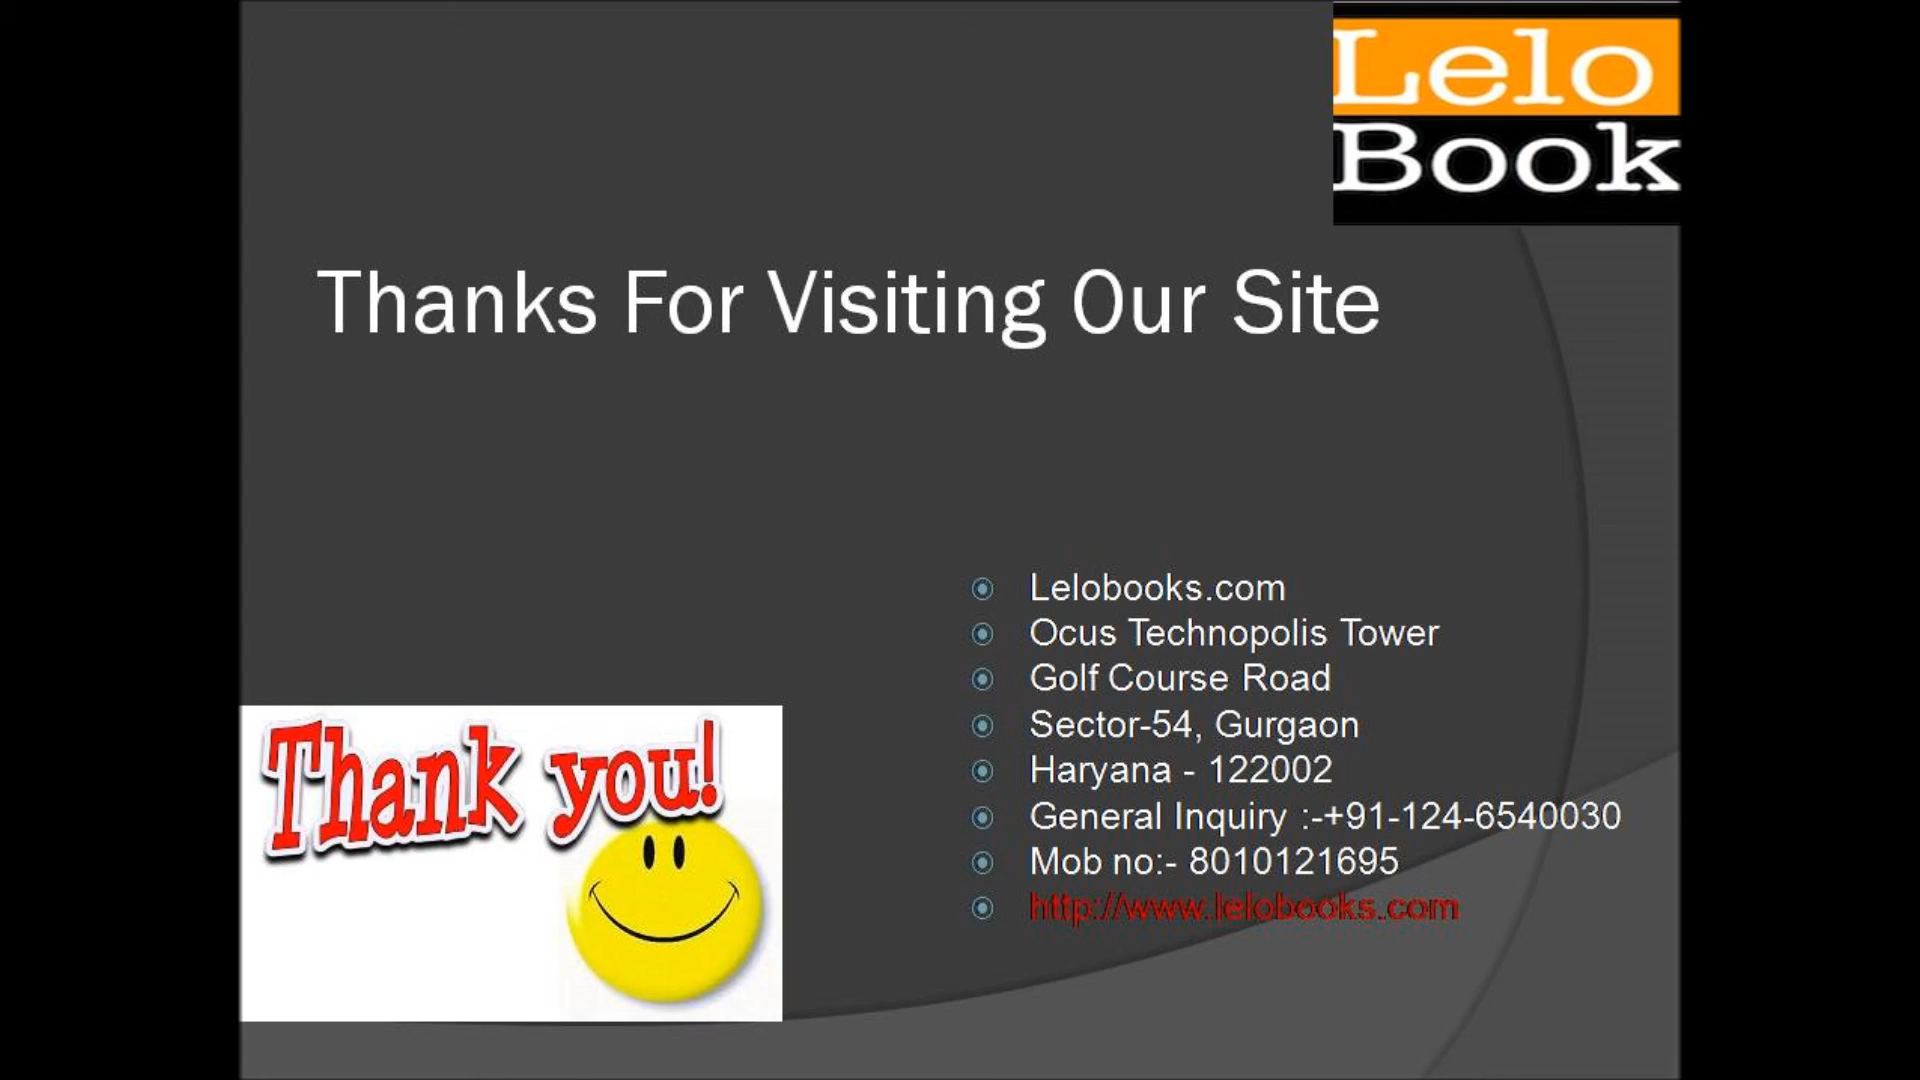 Lelo
Book
Thanks For Visiting Our Site
Lelobooks.com
Ocus Technopolis Tower
Golf Course Road
Sector-54, Gurgaon
Haryana - 122002
General Inquiry :-+91-124-6540030
Mob no:- 8010121695
http://www.lelobooks.com
Thank you!